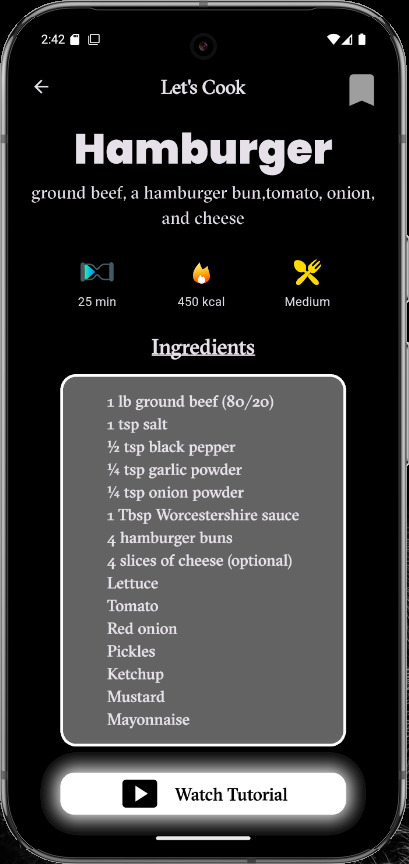 2:42
Let's Cook
Hamburger
ground beef, a hamburger bun,tomato, onion,
and cheese
25 min
450 kcal
Medium
Ingredients
1 lb ground beef (80/20)
1 tsp salt
½ tsp black pepper
¼ tsp garlic powder
¼ tsp onion powder
1 Tbsp Worcestershire sauce
4 hamburger buns
4 slices of cheese (optional)
Lettuce
Tomato
Red onion
Pickles
Ketchup
Mustard
Mayonnaise
Watch Tutorial